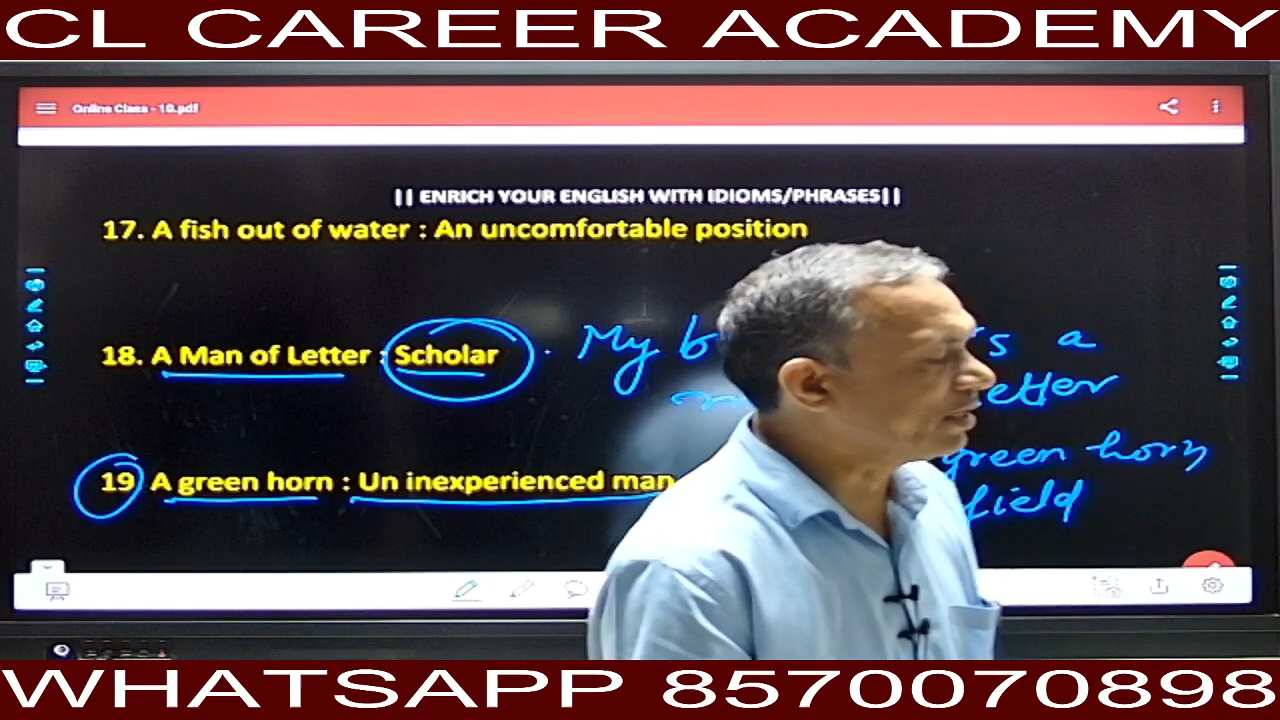 CL CAREER ACADEMY
Online Class - 10.pdf
|| ENRICH YOUR ENGLISH WITH IDIOMS/PHRASES||
17. A fish out of water : An uncomfortable position
18. A Man of Letter : Scholar . My b s a
etter
19 A green horn : Un inexperienced man
green horn
field
WHATSAPP 8570070898